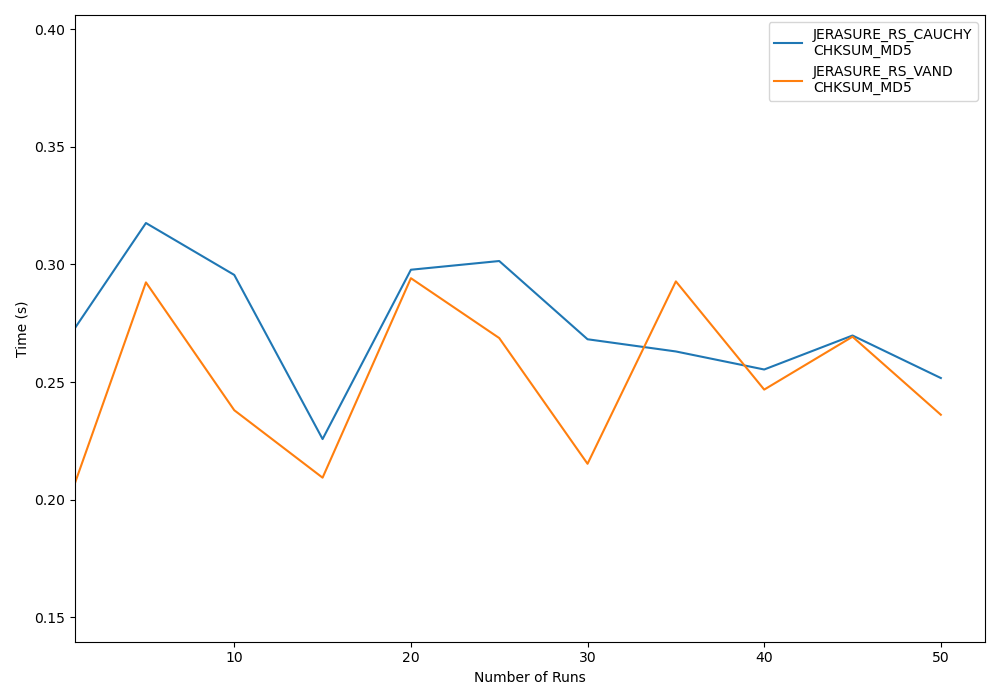 0.40
0.35
0.30
0.25
0.20
0.15
Time (s)
10
20
30
40
50
Number of Runs
JERASURE_RS_CAUCHY
CHKSUM_MD5
JERASURE_RS_VAND
CHKSUM_MD5